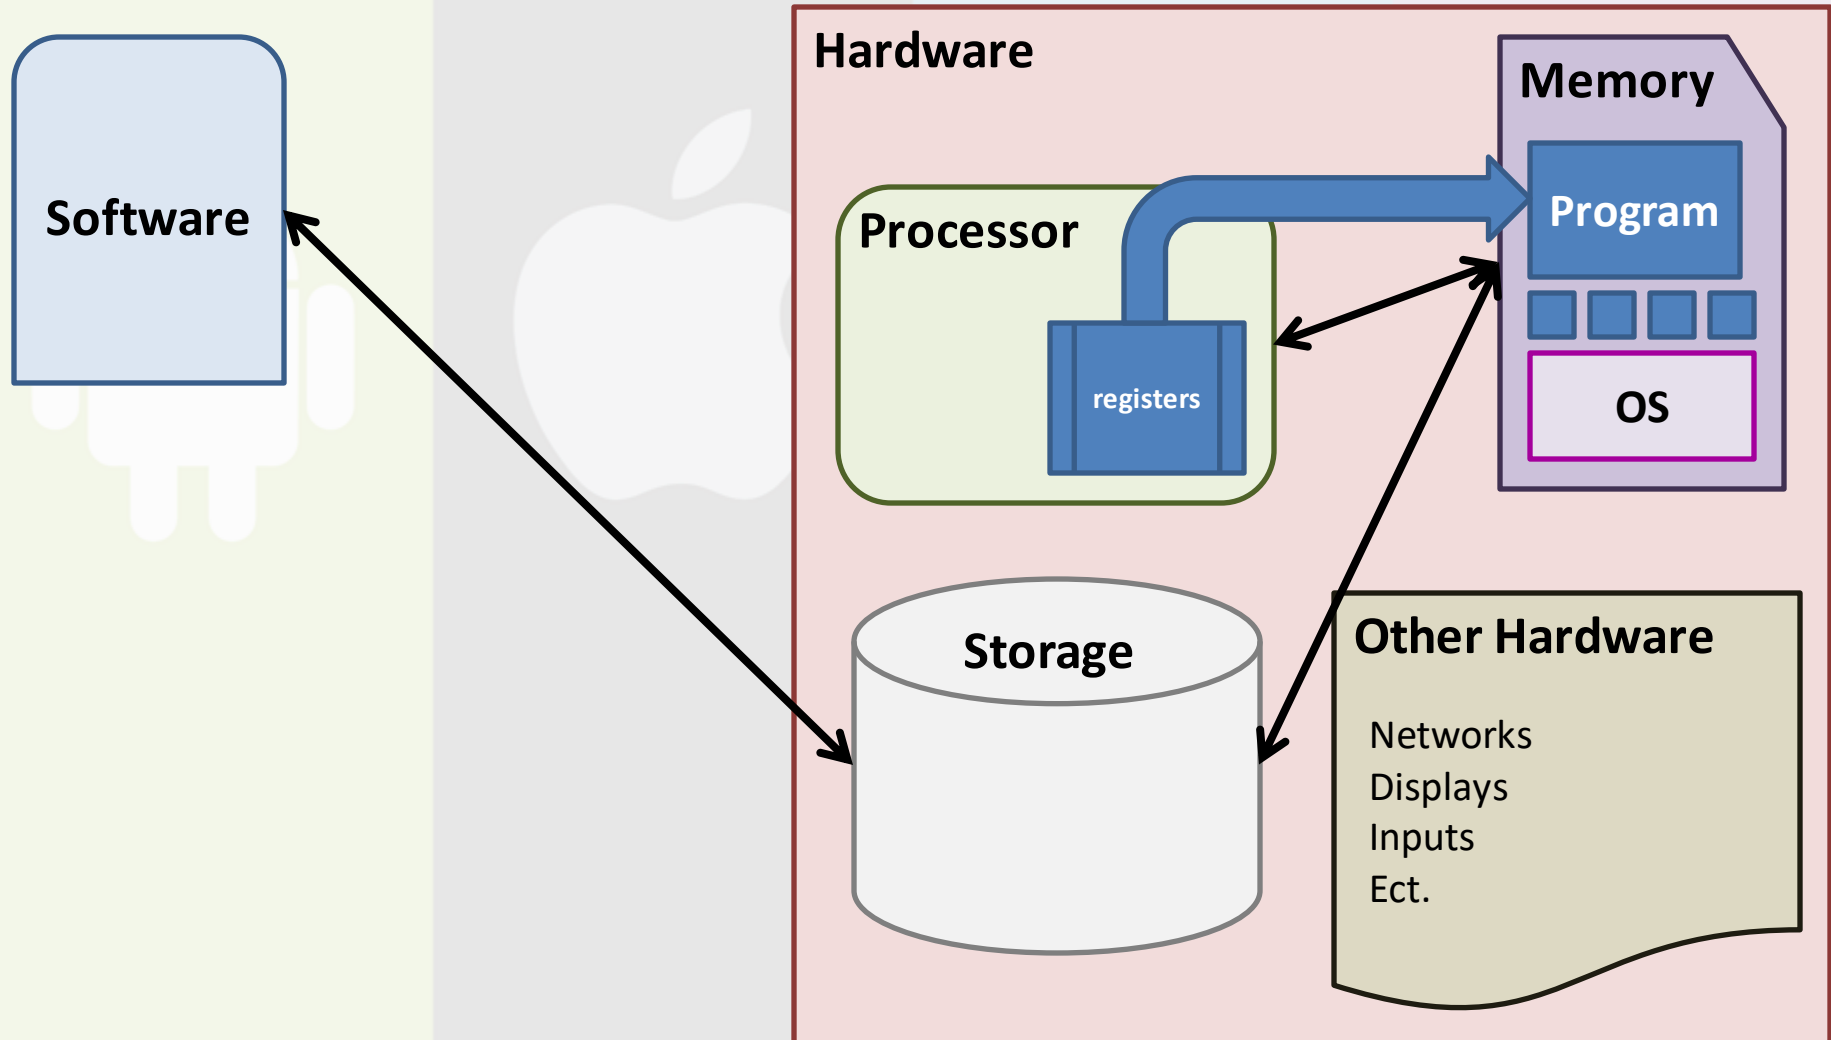 Software
Hardware
Processor
registers
Memory
Program
OS
Storage
Other Hardware
Networks
Displays
Inputs
Ect.